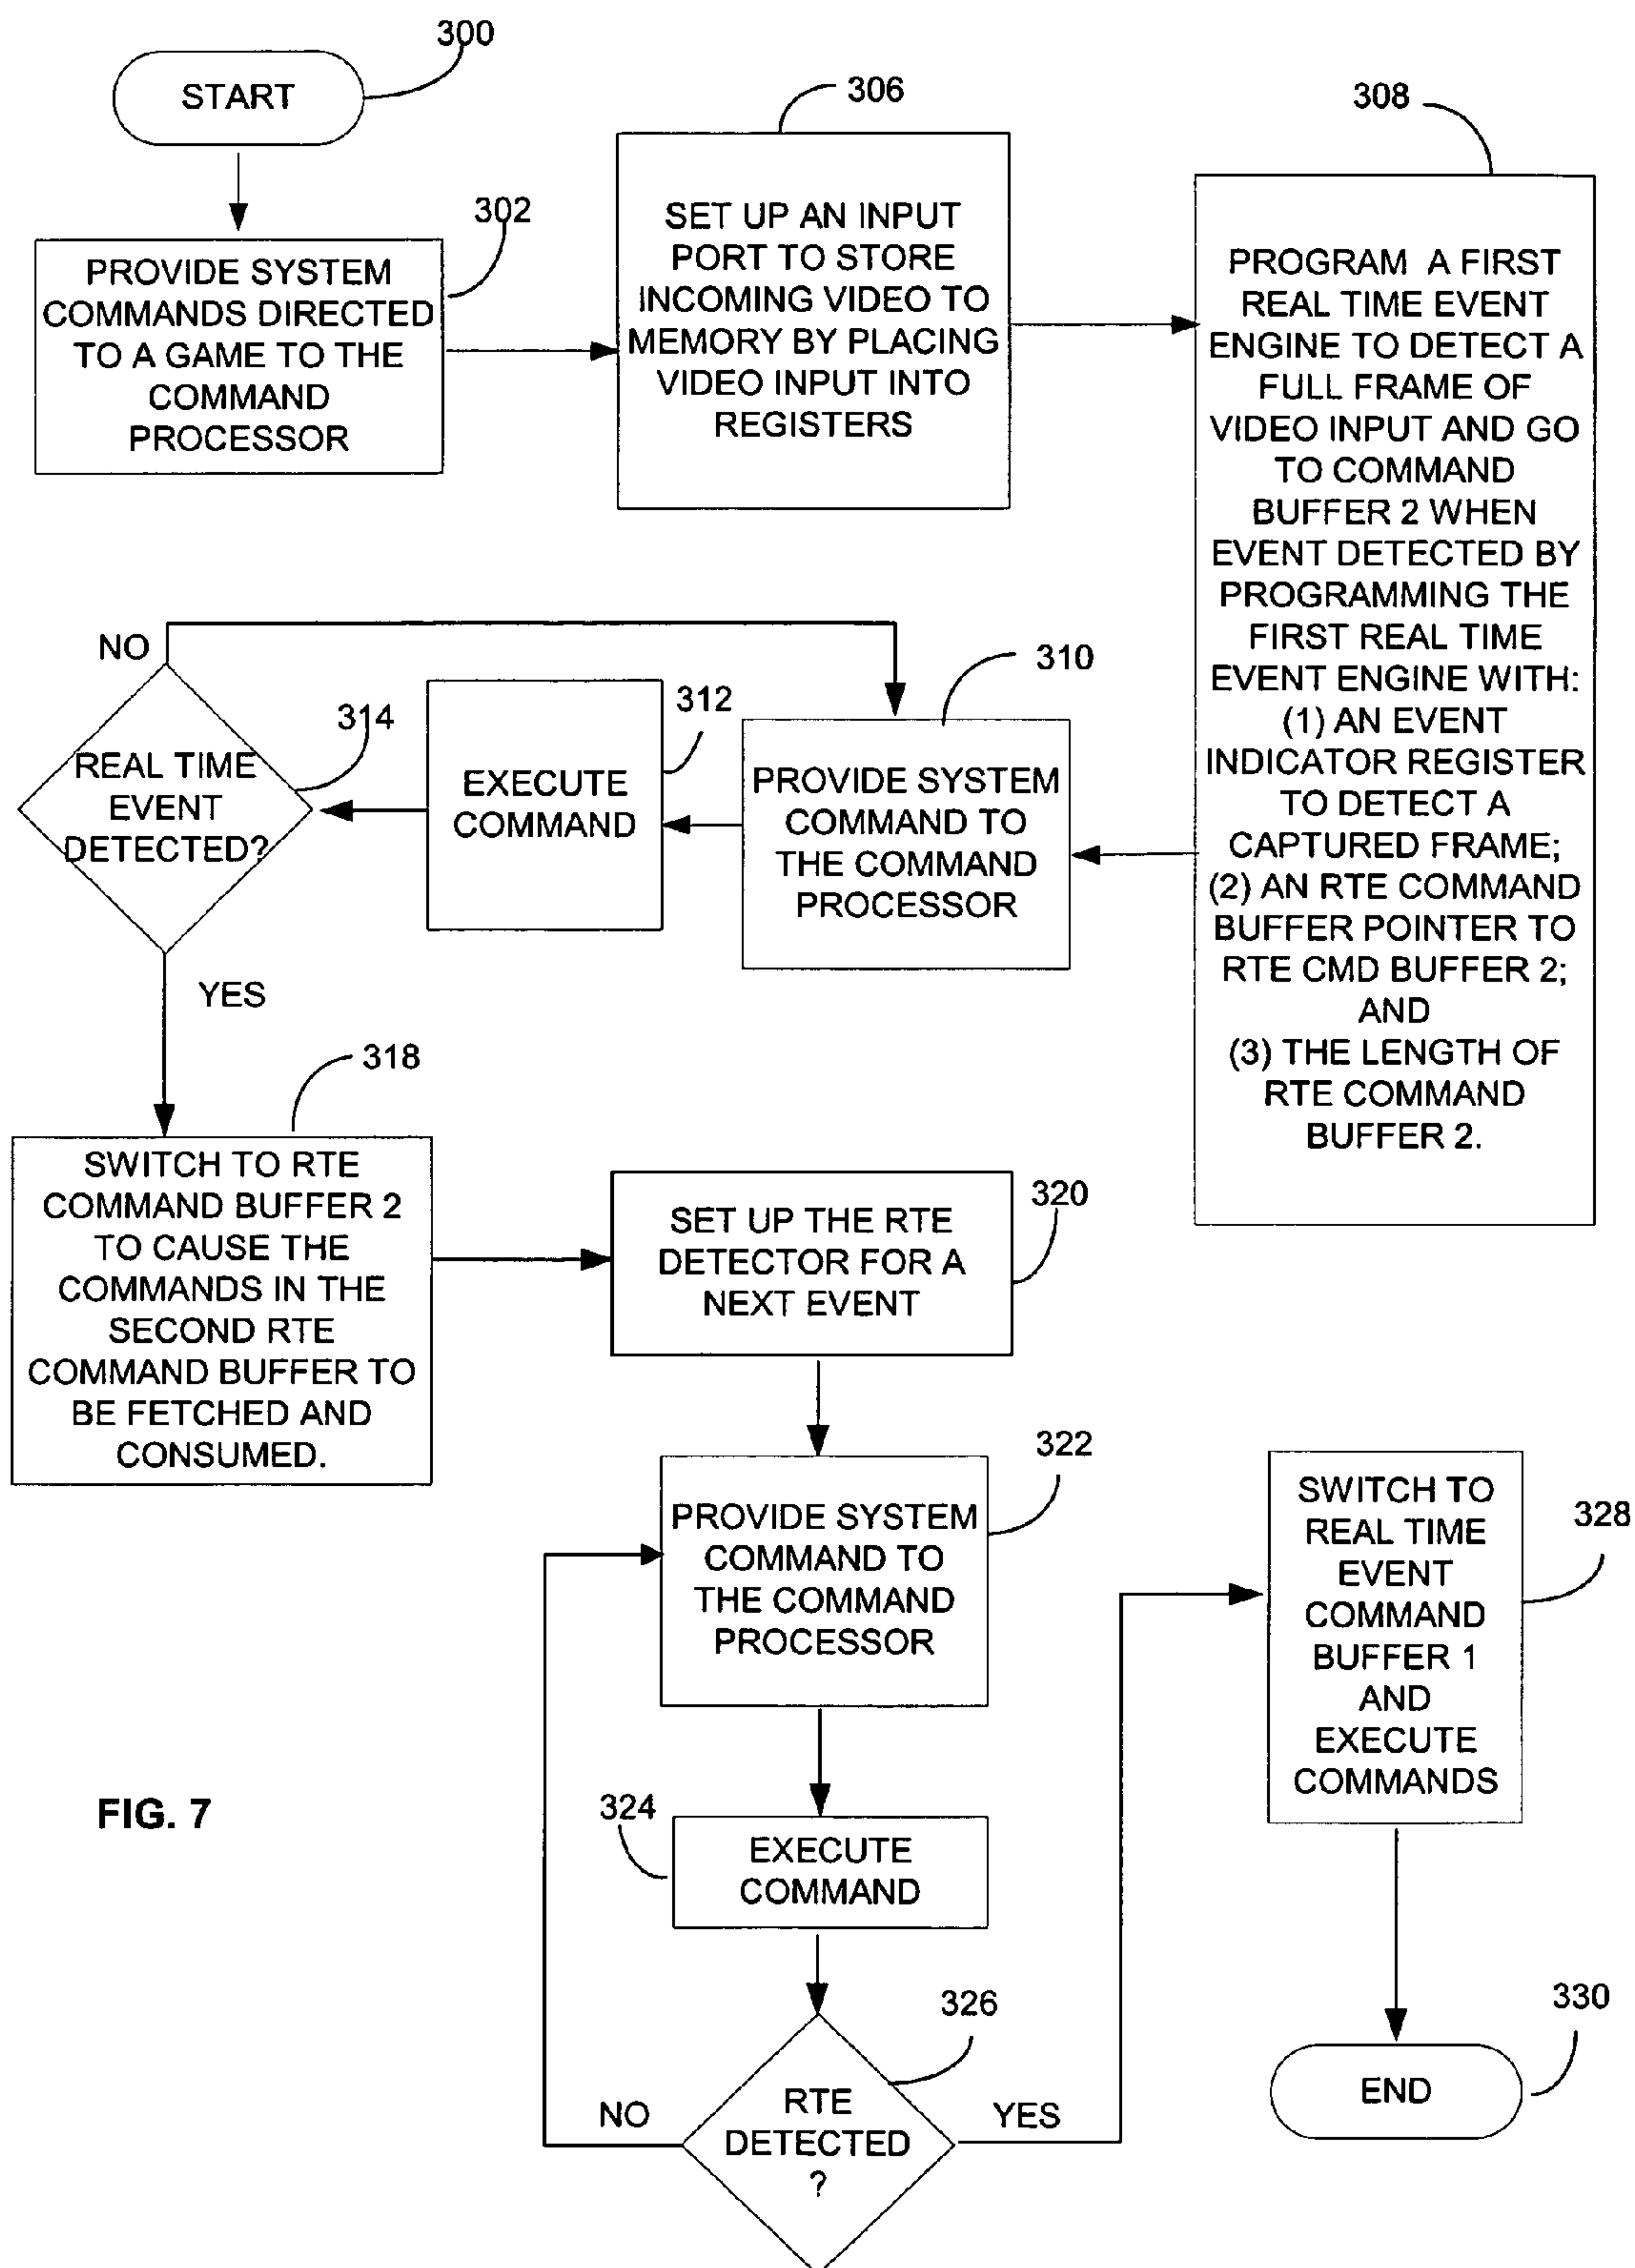 300
START
302
PROVIDE SYSTEM
COMMANDS DIRECTED
TO A GAME TO THE
COMMAND
PROCESSOR
306
SET UP AN INPUT
PORT TO STORE
INCOMING VIDEO TO
MEMORY BY PLACING
VIDEO INPUT INTO
REGISTERS
308
PROGRAM A FIRST
REAL TIME EVENT
ENGINE TO DETECT A
FULL FRAME OF
VIDEO INPUT AND GO
TO COMMAND
BUFFER 2 WHEN
EVENT DETECTED BY
PROGRAMMING THE
FIRST REAL TIME
EVENT ENGINE WITH:
(1) AN EVENT
INDICATOR REGISTER
TO DETECT A
CAPTURED FRAME;
(2) AN RTE COMMAND
BUFFER POINTER TO
RTE CMD BUFFER 2;
AND
(3) THE LENGTH OF
RTE COMMAND
BUFFER 2.
310
PROVIDE SYSTEM
COMMAND TO
THE COMMAND
PROCESSOR
312
EXECUTE
COMMAND
314
REAL TIME
EVENT
DETECTED?
NO
YES
318
SWITCH TO RTE
COMMAND BUFFER 2
TO CAUSE THE
COMMANDS IN THE
SECOND RTE
COMMAND BUFFER TO
BE FETCHED AND
CONSUMED.
320
SET UP THE RTE
DETECTOR FOR A
NEXT EVENT
322
PROVIDE SYSTEM
COMMAND TO
THE COMMAND
PROCESSOR
324
EXECUTE
COMMAND
326
RTE
DETECTED
?
NO
YES
328
SWITCH TO
REAL TIME
EVENT
COMMAND
BUFFER 1
AND
EXECUTE
COMMANDS
330
END
FIG. 7